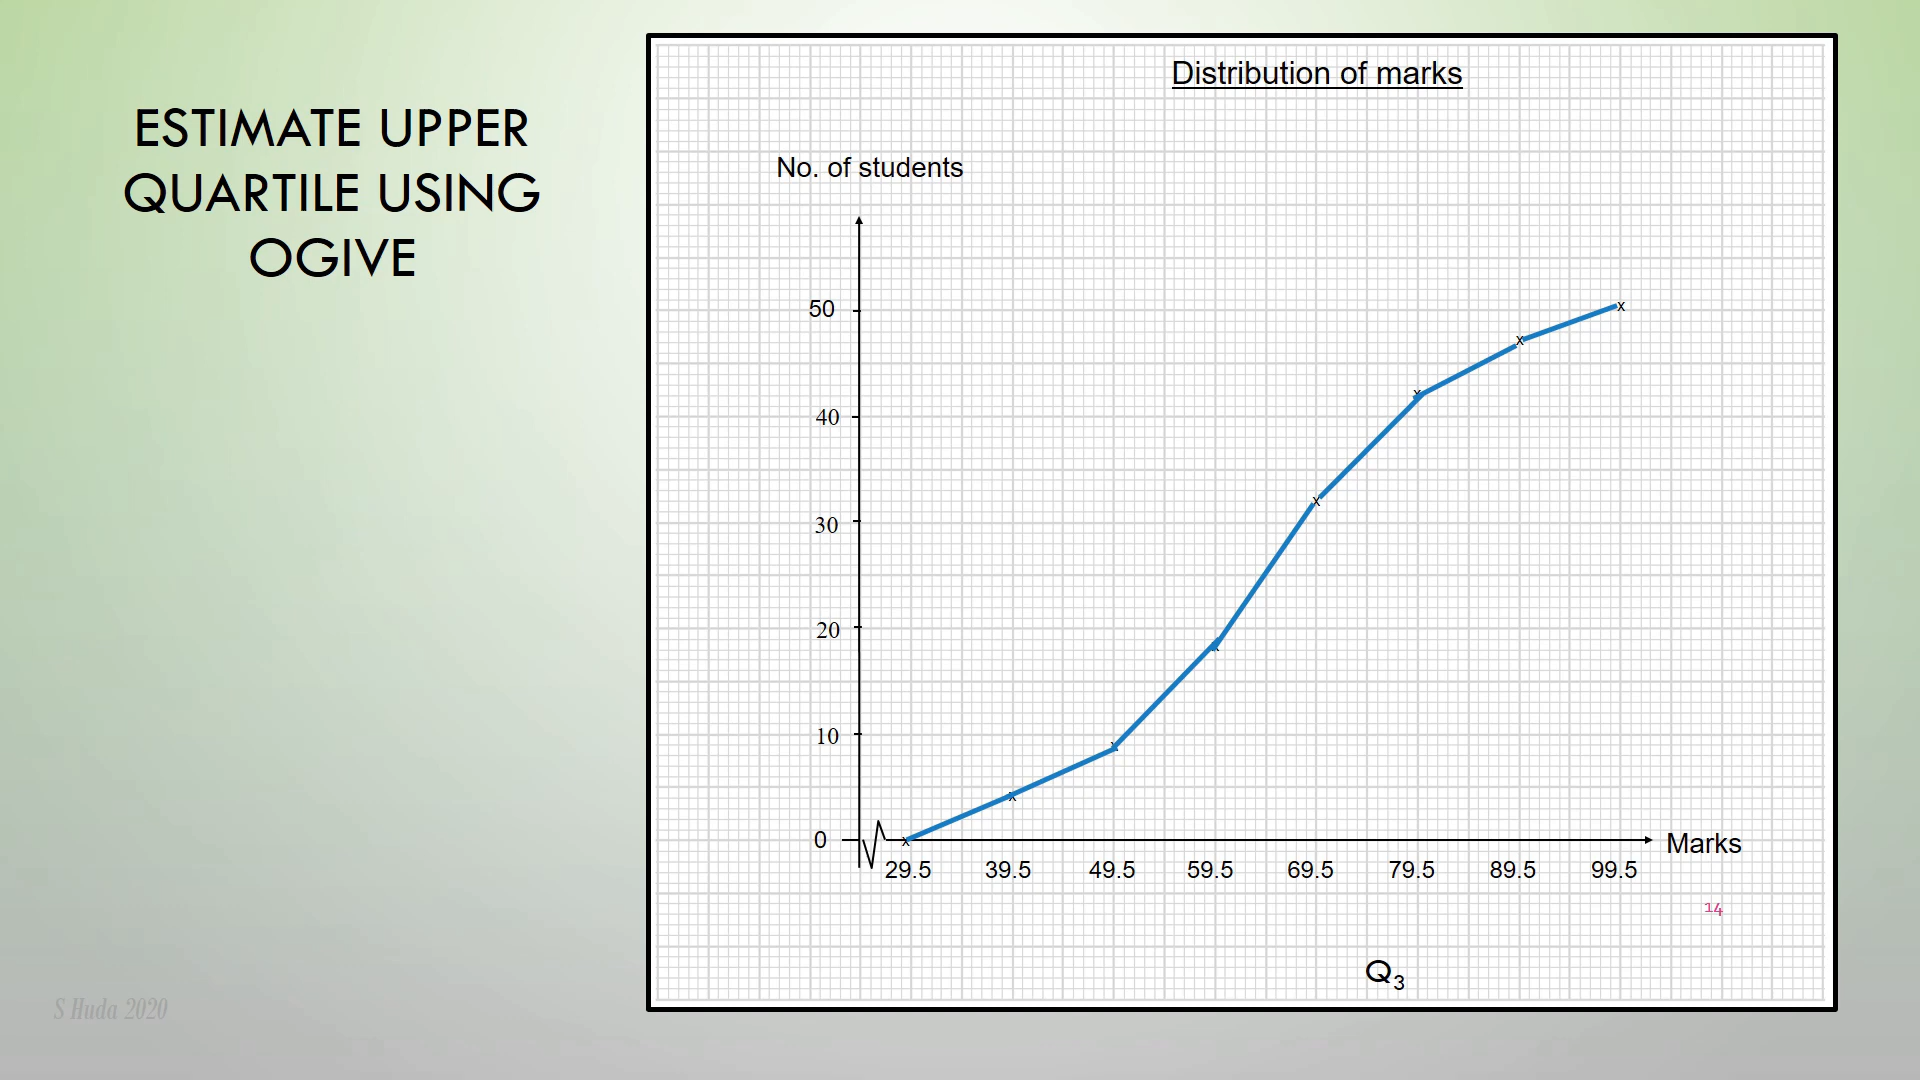 ESTIMATE UPPER
QUARTILE USING
OGIVE
Distribution of marks
No. of students
50
40
30
20
10
0
29.5 39.5 49.5 59.5 69.5 79.5 89.5 99.5
Marks
14
Q3
S Huda 2020